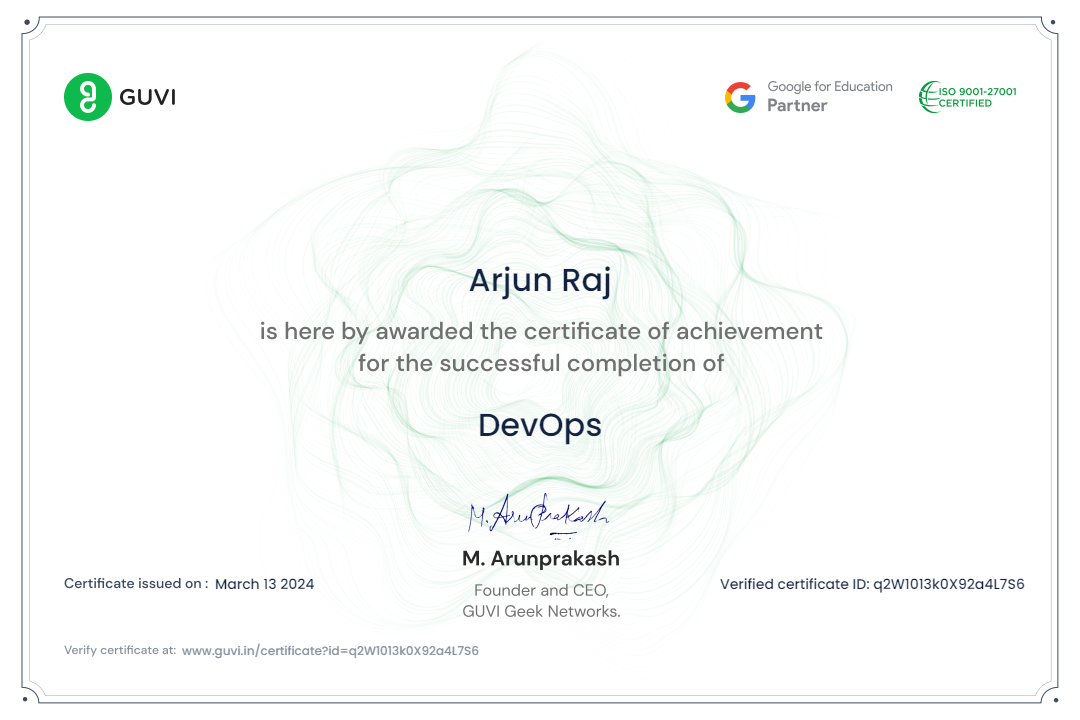 GUVI
Google for Education
Partner
ISO 9001-27001
CERTIFIED
Arjun Raj
is here by awarded the certificate of achievement
for the successful completion of
DevOps
M. Arunprakash
M. Arunprakash
Founder and CEO,
GUVI Geek Networks.
Certificate issued on : March 13 2024
Verified certificate ID: q2W1013k0X92a4L7S6
Verify certificate at: www.guvi.in/certificate?id=q2W1013k0X92a4L7S6